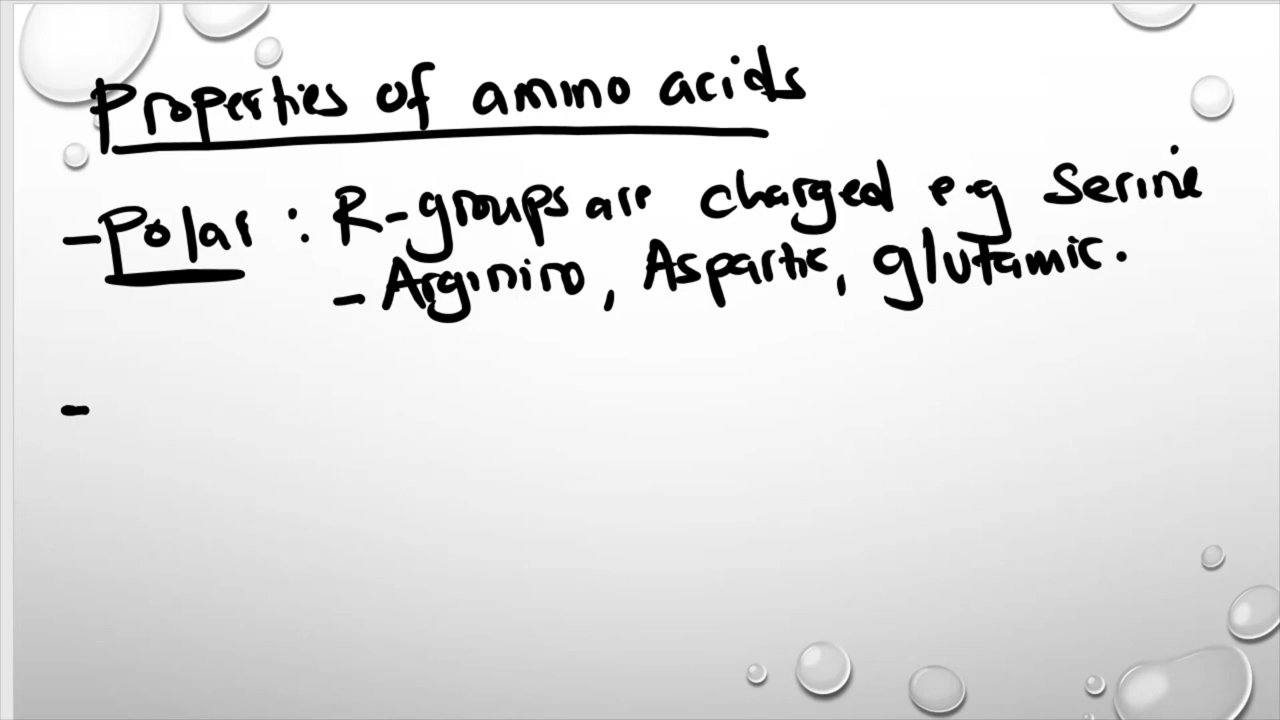 Properties of amino acids
- Polar : R-groups are charged e.g Serine
- Arginino, Aspartic, glutamic.
-